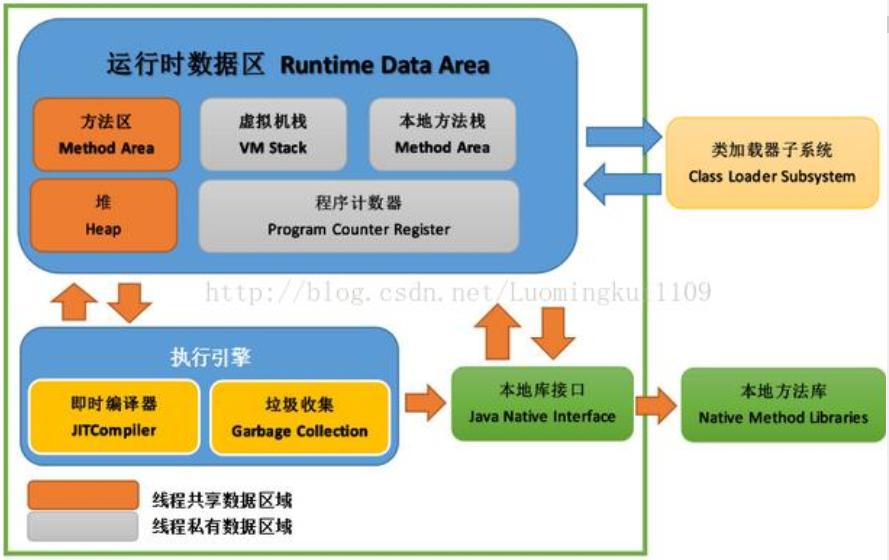 运行时数据区 Runtime Data Area
方法区
Method Area
虚拟机栈
VM Stack
本地方法栈
Method Area
堆
Heap
程序计数器
Program Counter Register
类加载器子系统
Class Loader Subsystem
http://blog.csdn.net/Luomingkui1109
执行引擎
即时编译器
JITCompiler
垃圾收集
Garbage Collection
本地库接口
Java Native Interface
本地方法库
Native Method Libraries
线程共享数据区域
线程私有数据区域